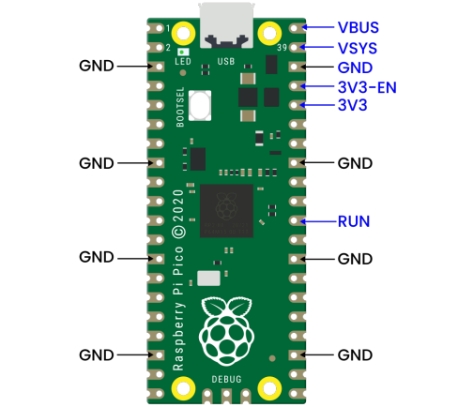 VBUS
1
2
39
VSYS
LED
USB
GND
GND
3V3-EN
3V3
BOOTSEL
GND
GND
RUN
Raspberry Pi Pico © 2020
GND
GND
GND
GND
DEBUG